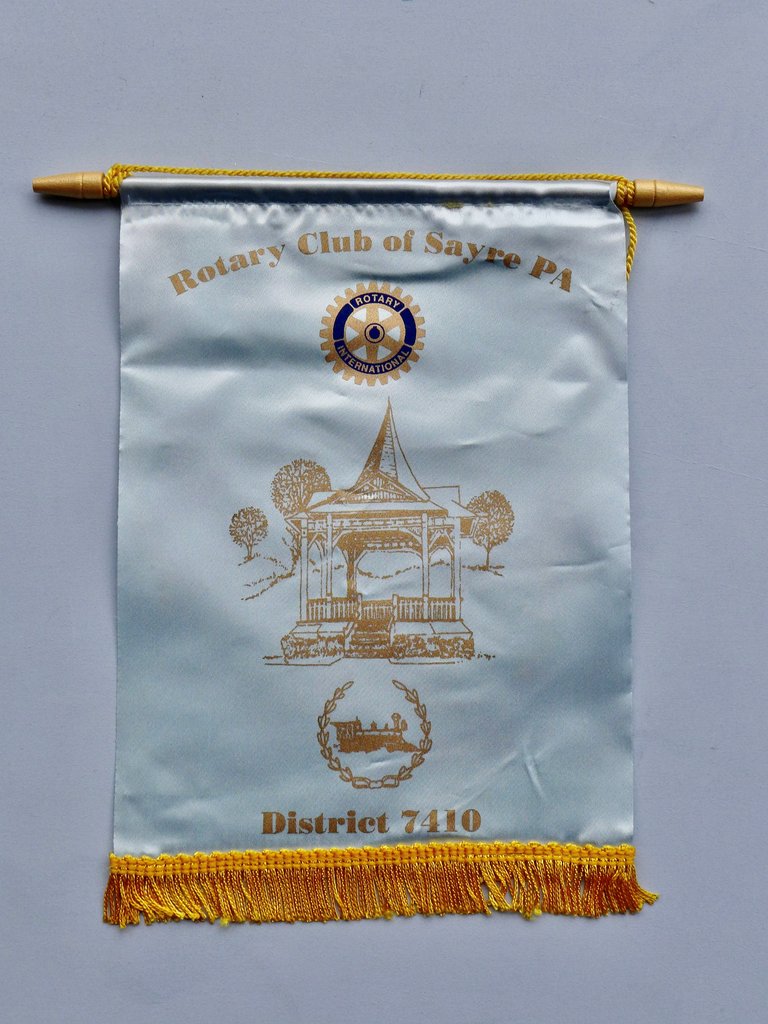 Rotary Club of Sayre PA
ROTARY
INTERNATIONAL
District 7410